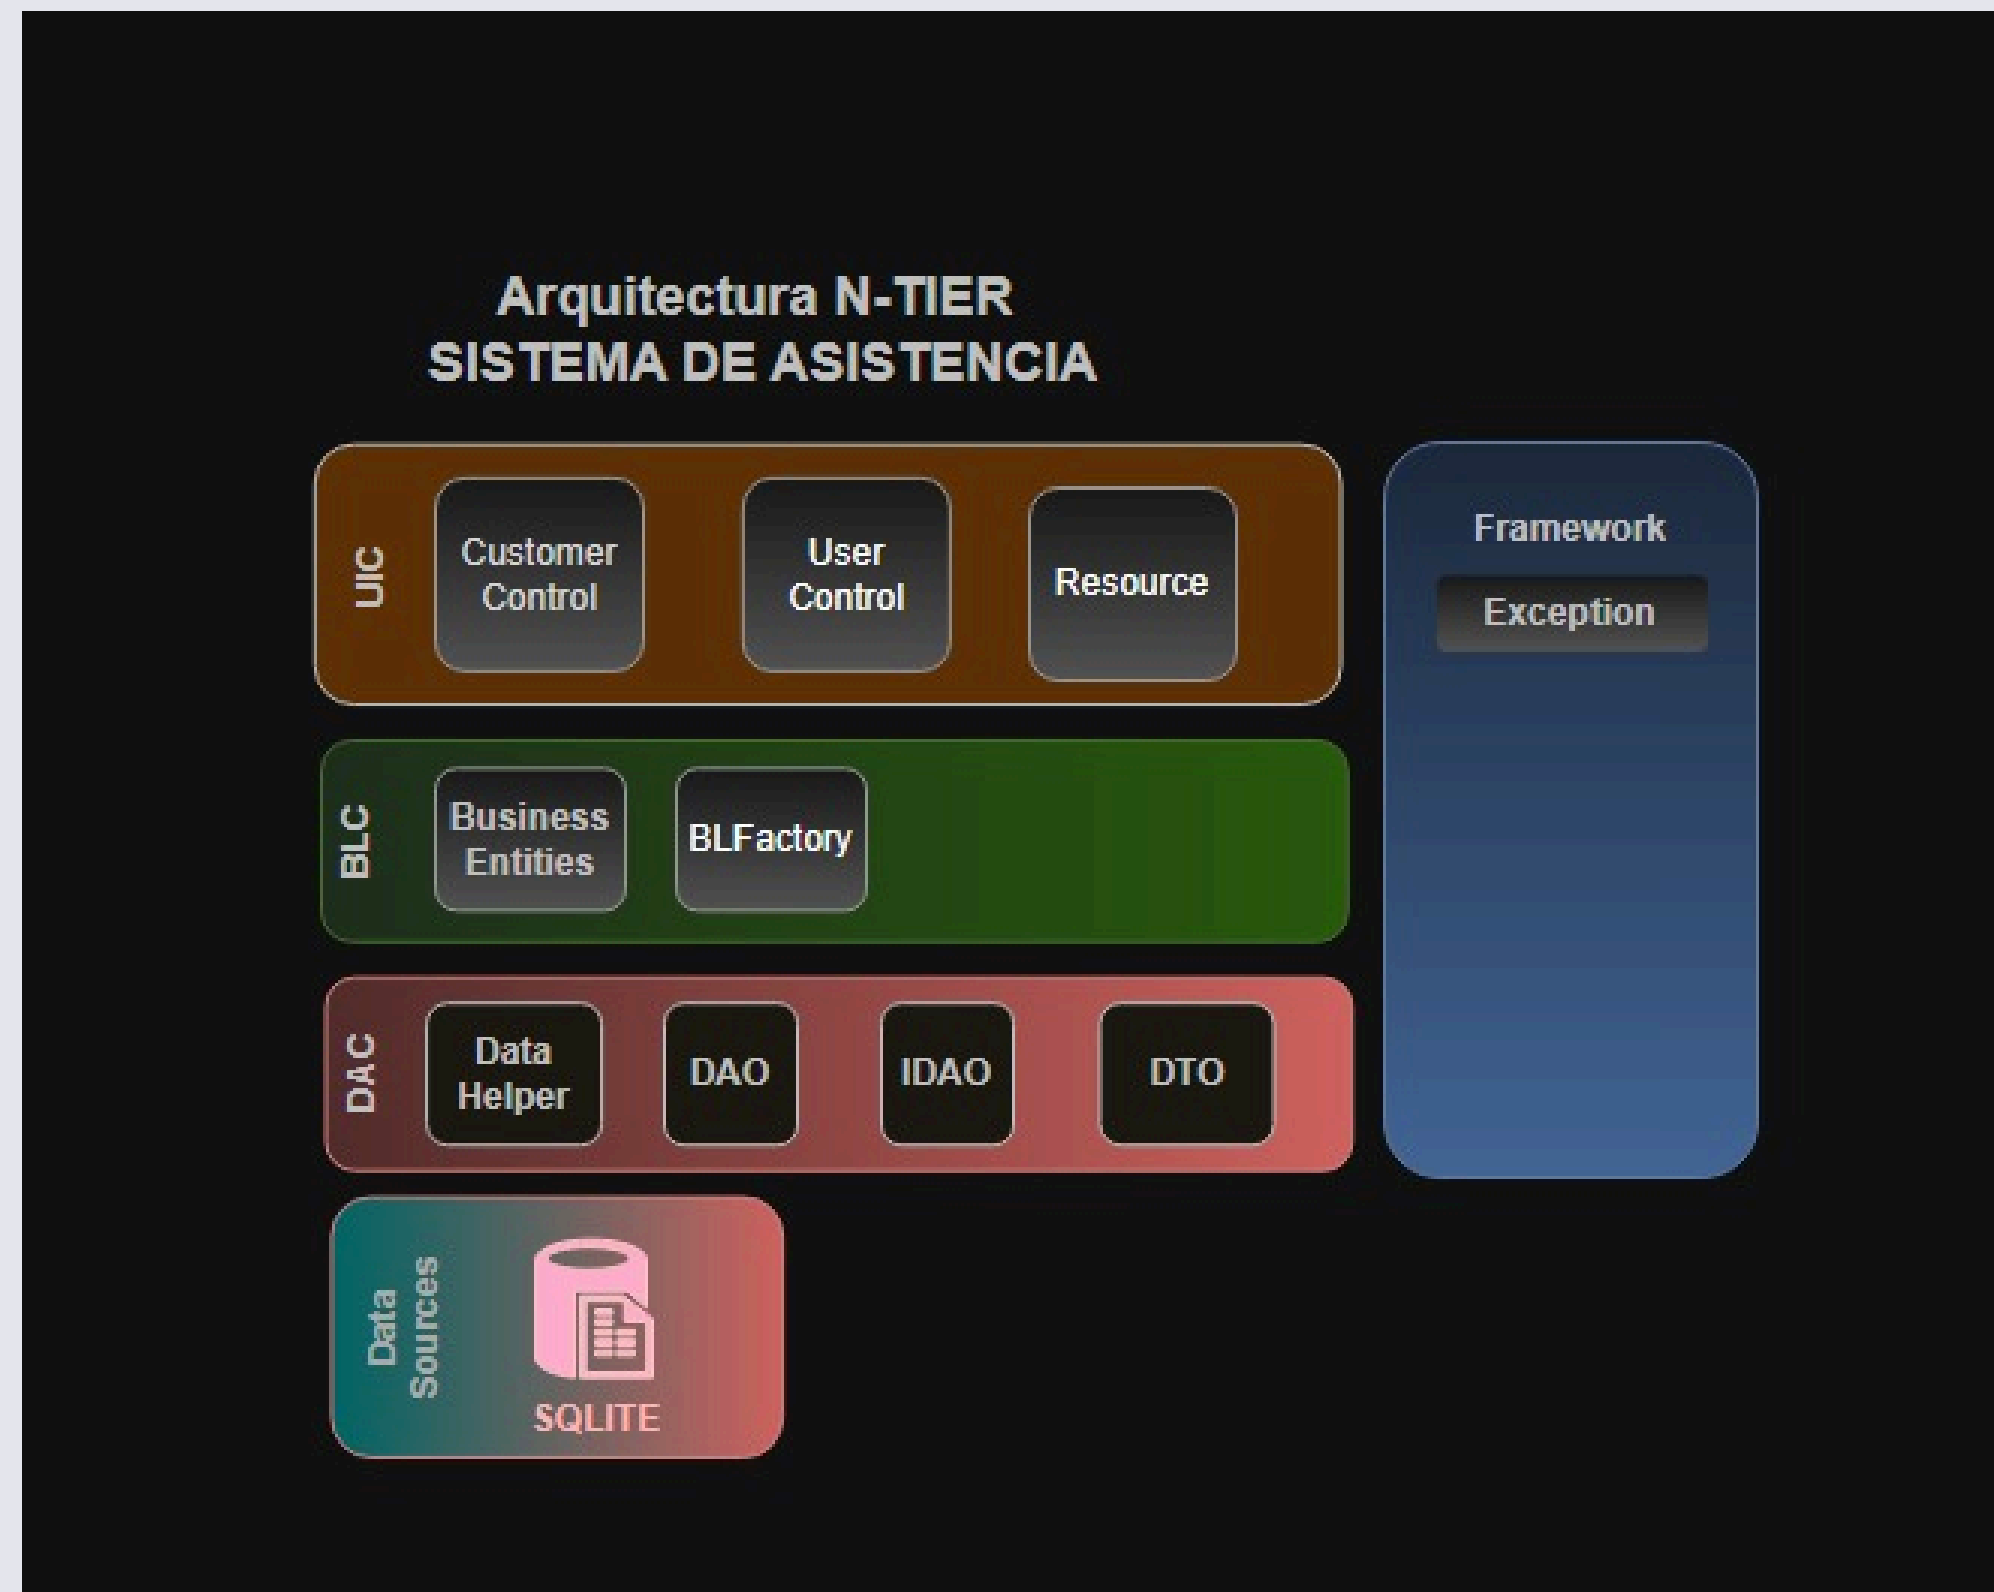 Arquitectura N-TIER
SISTEMA DE ASISTENCIA
UIC
Customer
Control
User
Control
Resource
BLC
Business
Entities
BLFactory
DAC
Data
Helper
DAO
IDAO
DTO
Data
Sources
SQLITE
Framework
Exception